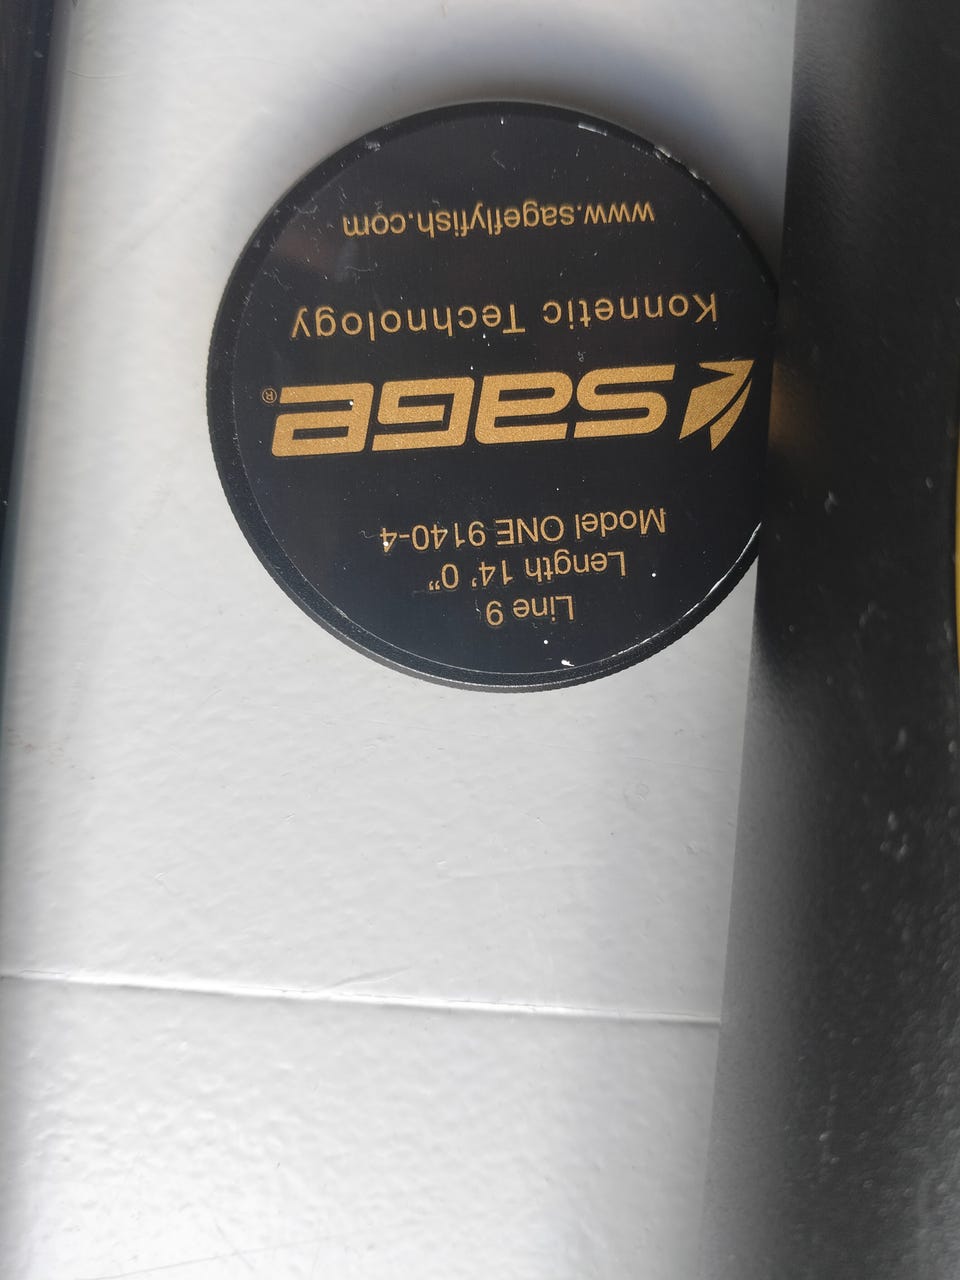 Line 9
Length 14' 0"
Model ONE 9140-4
SAGE®
Konnetic Technology
www.sageflyfish.com